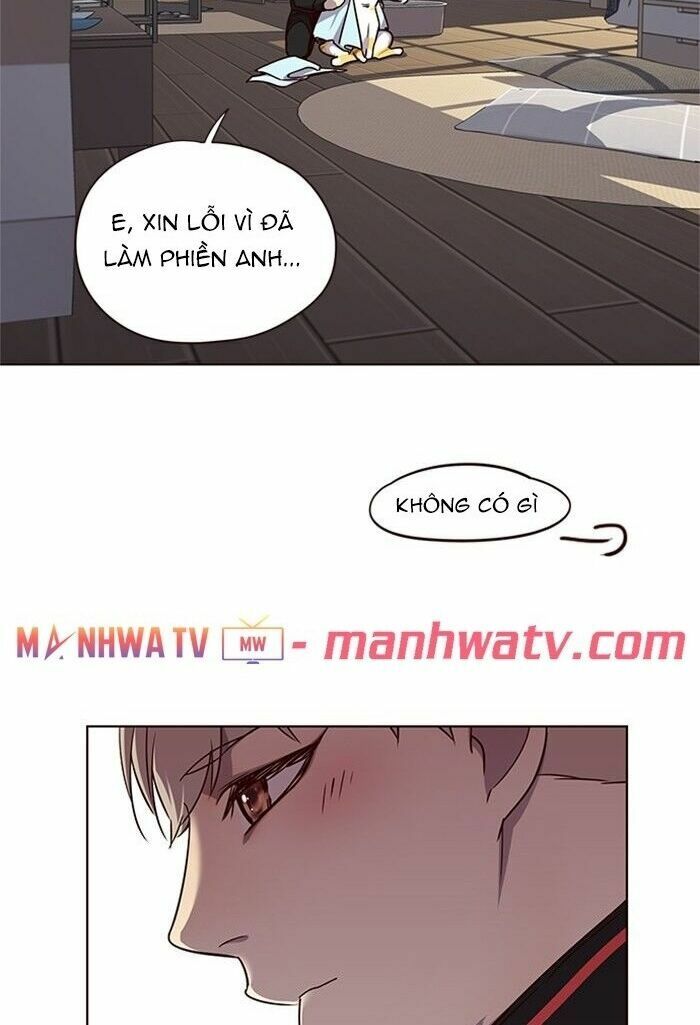 E, XIN LỖI VÌ ĐÃ
LÀM PHIỀN ANH...
KHÔNG CÓ GÌ
MANHWA TV MW - manhwatv.com